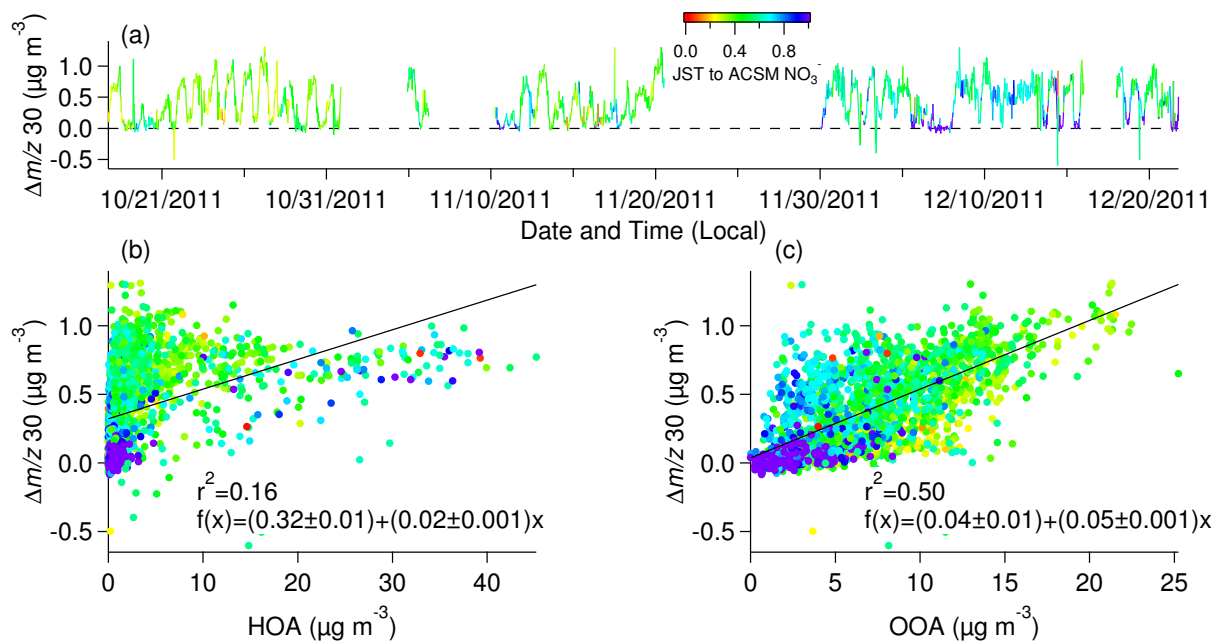 (a)
0.0 0.4 0.8
JST to ACSM NO₃⁻
Δm/z 30 (µg m⁻³)
1.0
0.5
0.0
-0.5
10/21/2011 10/31/2011 11/10/2011 11/20/2011 11/30/2011 12/10/2011 12/20/2011
Date and Time (Local)
(b)
Δm/z 30 (µg m⁻³)
1.0
0.5
0.0
-0.5
r²=0.16
f(x)=(0.32±0.01)+(0.02±0.001)x
0 10 20 30 40
HOA (µg m⁻³)
(c)
Δm/z 30 (µg m⁻³)
1.0
0.5
0.0
-0.5
r²=0.50
f(x)=(0.04±0.01)+(0.05±0.001)x
0 5 10 15 20 25
OOA (µg m⁻³)